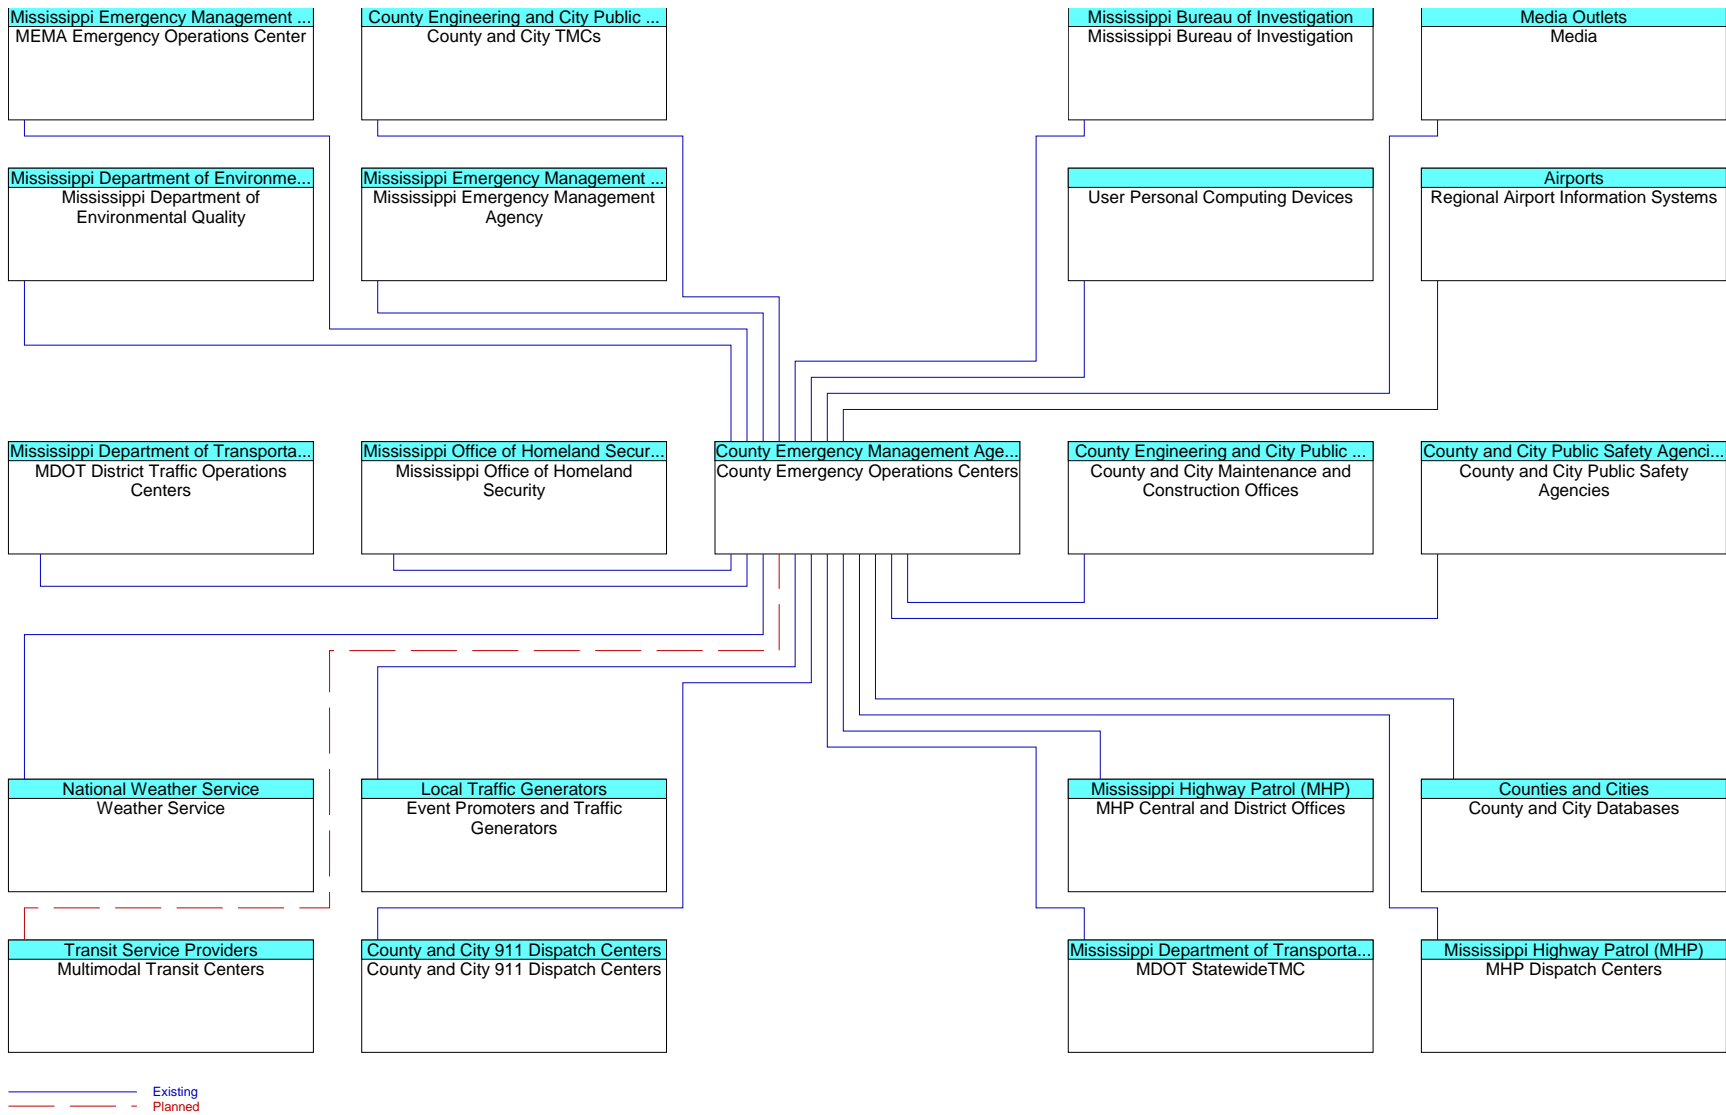 Mississippi Emergency Management ...
MEMA Emergency Operations Center
County Engineering and City Public ...
County and City TMCs
Mississippi Bureau of Investigation
Mississippi Bureau of Investigation
Media Outlets
Media
Mississippi Department of Environme...
Mississippi Department of
Environmental Quality
Mississippi Emergency Management ...
Mississippi Emergency Management
Agency
User Personal Computing Devices
Airports
Regional Airport Information Systems
Mississippi Department of Transporta...
MDOT District Traffic Operations
Centers
Mississippi Office of Homeland Secur...
Mississippi Office of Homeland
Security
County Emergency Management Age...
County Emergency Operations Centers
County Engineering and City Public ...
County and City Maintenance and
Construction Offices
County and City Public Safety Agenci...
County and City Public Safety
Agencies
National Weather Service
Weather Service
Local Traffic Generators
Event Promoters and Traffic
Generators
Mississippi Highway Patrol (MHP)
MHP Central and District Offices
Counties and Cities
County and City Databases
Transit Service Providers
Multimodal Transit Centers
County and City 911 Dispatch Centers
County and City 911 Dispatch Centers
Mississippi Department of Transporta...
MDOT StatewideTMC
Mississippi Highway Patrol (MHP)
MHP Dispatch Centers
Existing
Planned